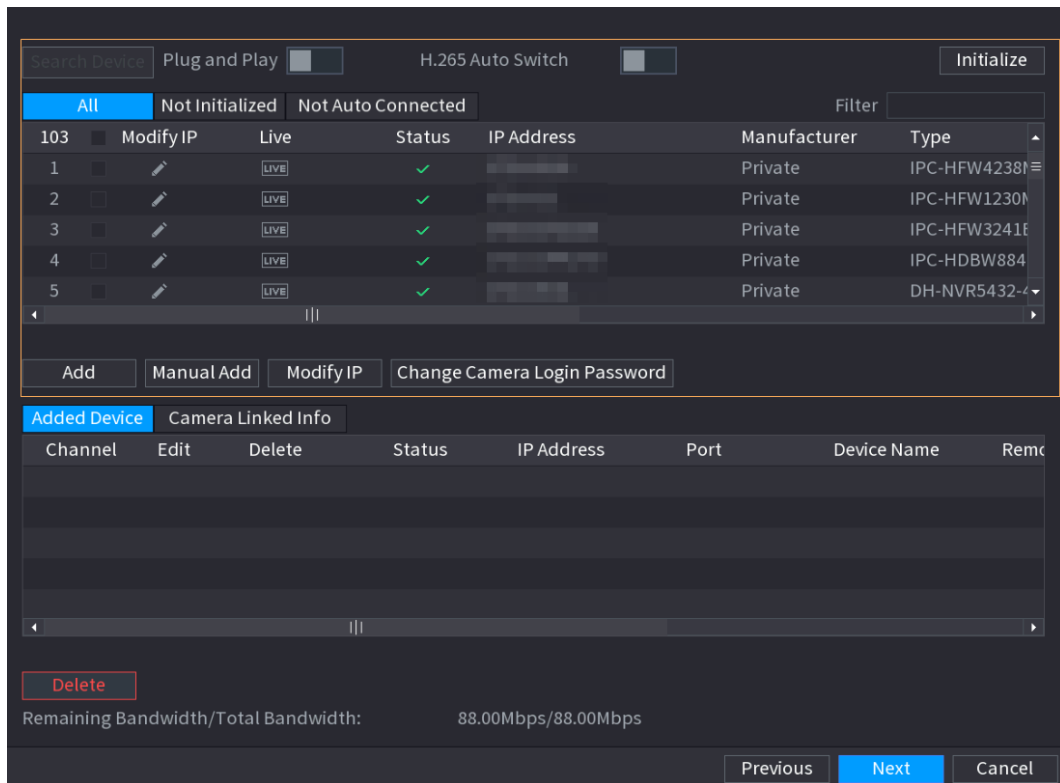 Search Device Plug and Play H.265 Auto Switch Initialize
All Not Initialized Not Auto Connected Filter
103 Modify IP Live Status IP Address Manufacturer Type
1 LIVE Private IPC-HFW4238
2 LIVE Private IPC-HFW1230
3 LIVE Private IPC-HFW3241
4 LIVE Private IPC-HDBW884
5 LIVE Private DH-NVR5432-
Add Manual Add Modify IP Change Camera Login Password
Added Device Camera Linked Info
Channel Edit Delete Status IP Address Port Device Name
Delete
Remaining Bandwidth/Total Bandwidth: 88.00Mbps/88.00Mbps
Previous Next Cancel